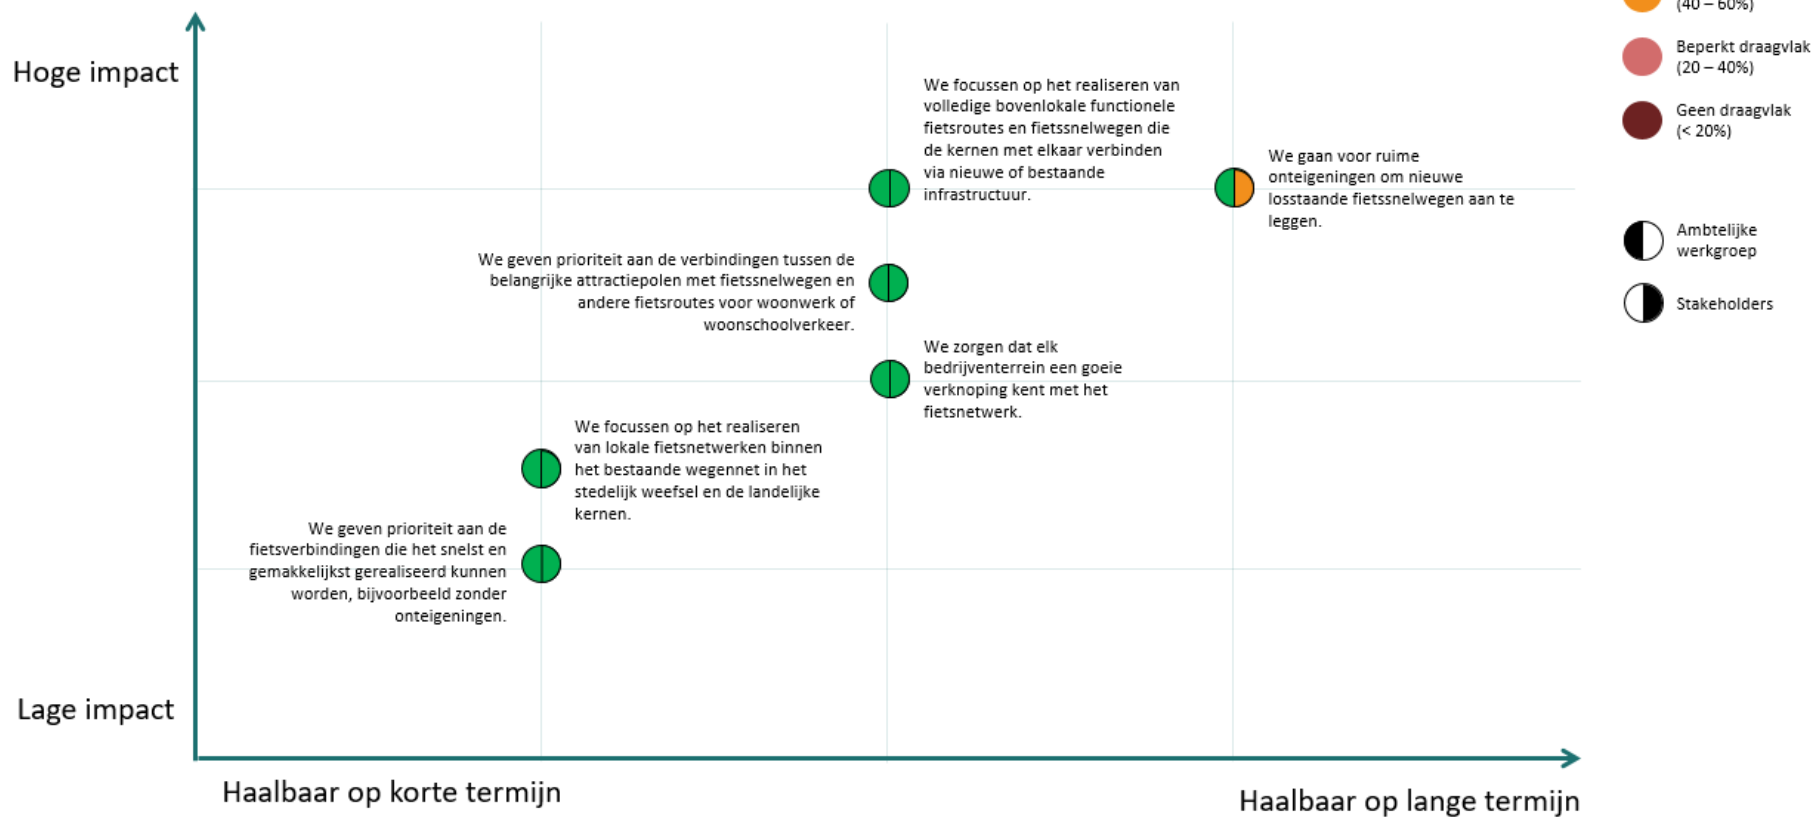 Hoge impact
We focussen op het realiseren van
volledige bovenlokale functionele
fietsroutes en fietssnelwegen die
de kernen met elkaar verbinden
via nieuwe of bestaande
infrastructuur.
We gaan voor ruime
onteigeningen om nieuwe
losstaande fietssnelwegen aan te
leggen.
We geven prioriteit aan de verbindingen tussen de
belangrijke attractiepolen met fietssnelwegen en
andere fietsroutes voor woonwerk of
woonschoolverkeer.
We zorgen dat elk
bedrijventerrein een goeie
verknoping kent met het
fietsnetwerk.
We focussen op het realiseren
van lokale fietsnetwerken binnen
het bestaande wegennet in het
stedelijk weefsel en de landelijke
kernen.
We geven prioriteit aan de
fietsverbindingen die het snelst en
gemakkelijkst gerealiseerd kunnen
worden, bijvoorbeeld zonder
onteigeningen.
Lage impact
Haalbaar op korte termijn
Haalbaar op lange termijn
(40 – 60%)
Beperkt draagvlak
(20 – 40%)
Geen draagvlak
(< 20%)
Ambtelijke
werkgroep
Stakeholders